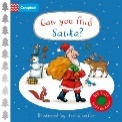 Campbell
Can you find
Santa?
Illustrated by